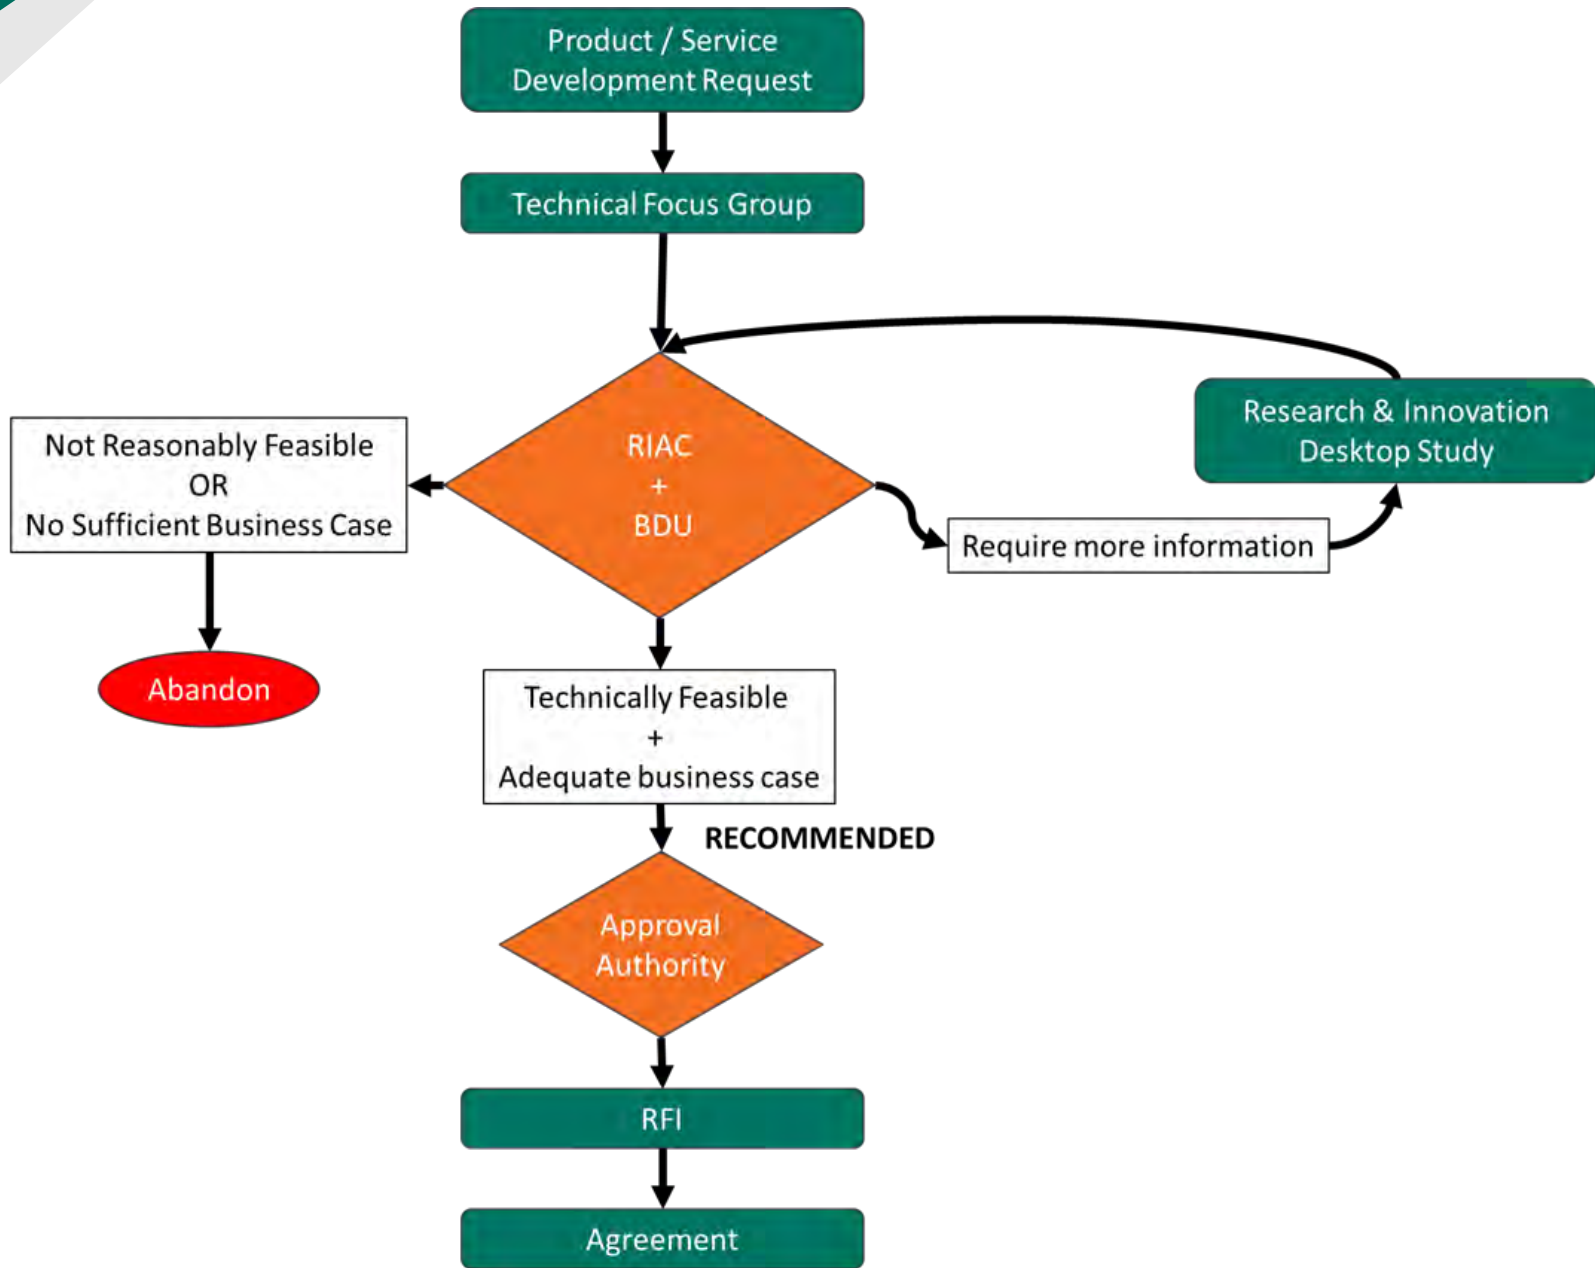 Product / Service
Development Request
Technical Focus Group
RIAC
+
BDU
Not Reasonably Feasible
OR
No Sufficient Business Case
Abandon
Require more information
Research & Innovation
Desktop Study
Technically Feasible
+
Adequate business case
RECOMMENDED
Approval
Authority
RFI
Agreement